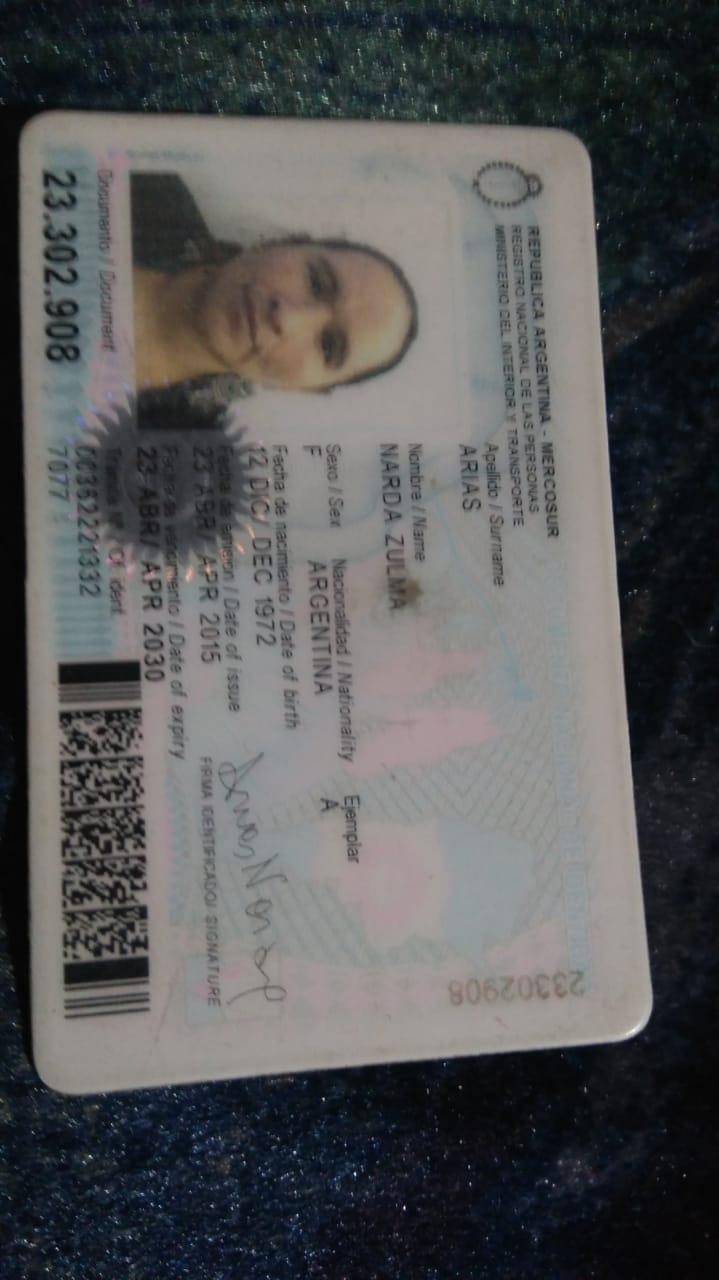 REPUBLICA ARGENTINA - MERCOSUR
REGISTRO NACIONAL DE LAS PERSONAS
MINISTERIO DEL INTERIOR Y TRANSPORTE
Apellido / Surname
ARIAS
Nombre / Name
NARDA ZULMA
Sexo / Sex Nacionalidad / Nationality Ejemplar
F ARGENTINA A
Fecha de nacimiento / Date of birth
12 DIC/ DEC 1972
Fecha de emisión / Date of issue
23 ABR/ APR 2015
Fecha de vencimiento / Date of expiry
23 ABR/ APR 2030
FIRMA IDENTIFICADO/ SIGNATURE
Documento / Document
23.302.908
Trámite Nº / Of. ident.
00362221332
7077
23302908